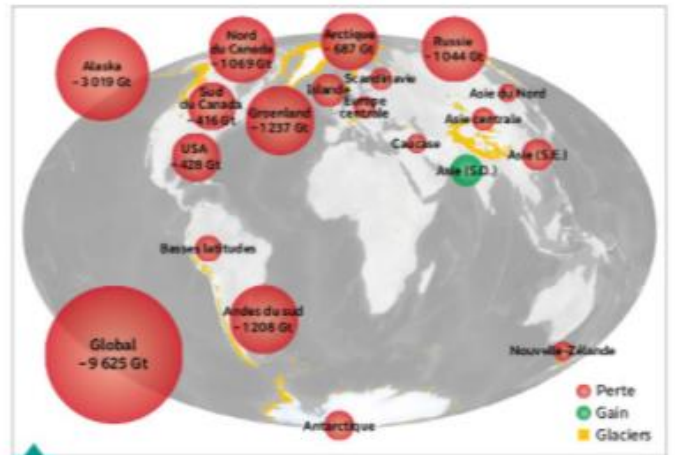 Alaska
-3 019 Gt
Nord
du Canada
-1 069 Gt
Arctique
- 687 Gt
Russie
-1 044 Gt
Sud
du Canada
-416 Gt
Groenland
-1 237 Gt
Islande
Scandinavie
Europe
centrale
Asie du Nord
Asie centrale
Caucase
Asie (S.E.)
Asie (S.O.)
USA
-428 Gt
Basses latitudes
Andes du sud
-1 208 Gt
Global
-9 625 Gt
Nouvelle-Zélande
Antarctique
Perte
Gain
Glaciers